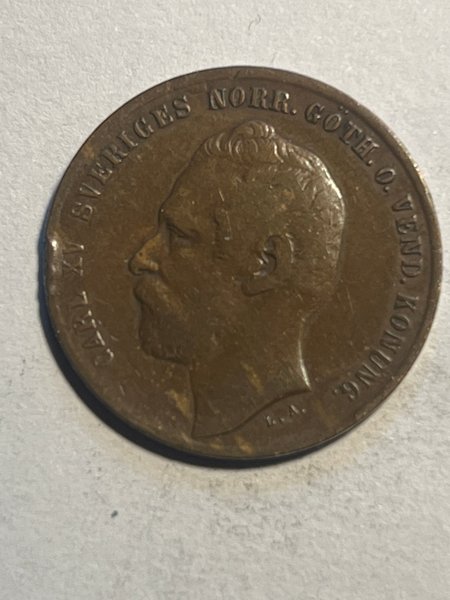 CARL XV SVERIGES NORR. GÖTH. O. VEND. KONUNG.
L.A.